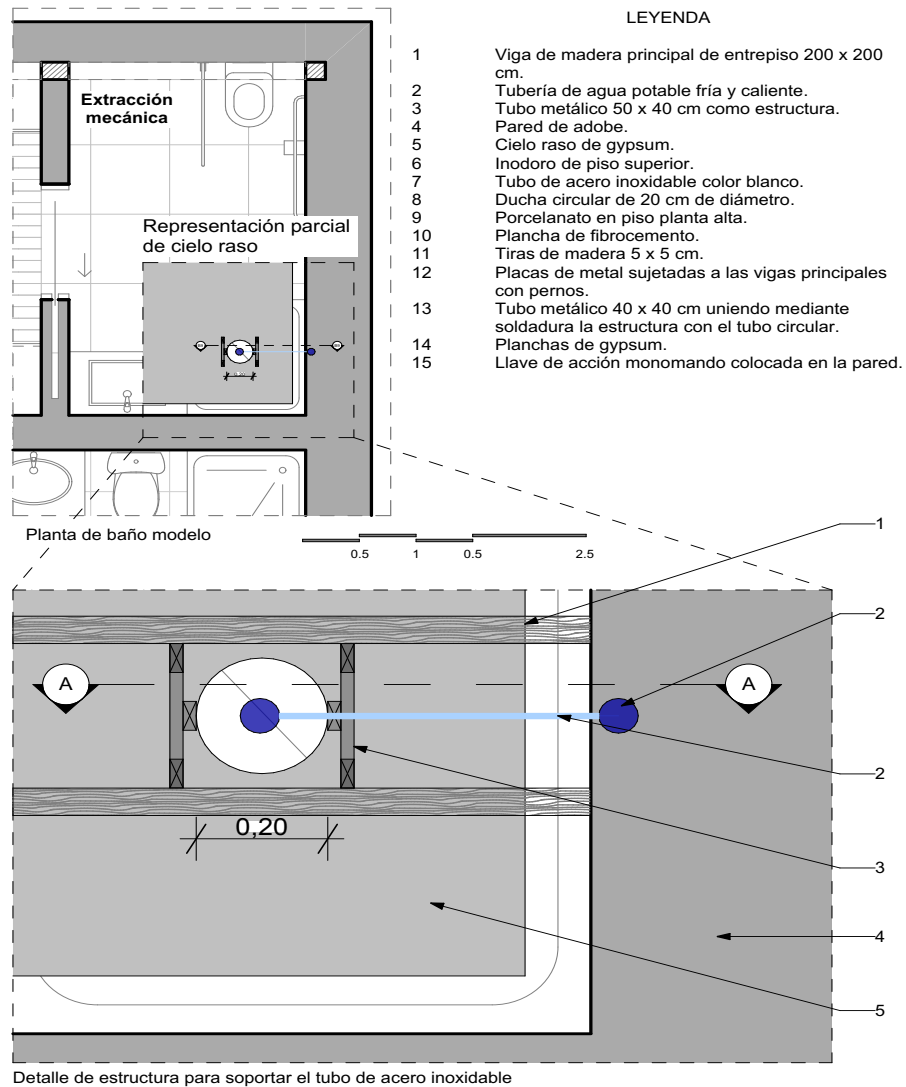 LEYENDA
1 Viga de madera principal de entrepiso 200 x 200
cm.
2 Tubería de agua potable fría y caliente.
3 Tubo metálico 50 x 40 cm como estructura.
4 Pared de adobe.
5 Cielo raso de gypsum.
6 Inodoro de piso superior.
7 Tubo de acero inoxidable color blanco.
8 Ducha circular de 20 cm de diámetro.
9 Porcelanato en piso planta alta.
10 Plancha de fibrocemento.
11 Tiras de madera 5 x 5 cm.
12 Placas de metal sujetadas a las vigas principales
con pernos.
13 Tubo metálico 40 x 40 cm uniendo mediante
soldadura la estructura con el tubo circular.
14 Planchas de gypsum.
15 Llave de acción monomando colocada en la pared.
Extracción
mecánica
Representación parcial
de cielo raso
Planta de baño modelo
0.5 1 0.5 2.5
1
2
A A
2
0,20
3
4
5
Detalle de estructura para soportar el tubo de acero inoxidable